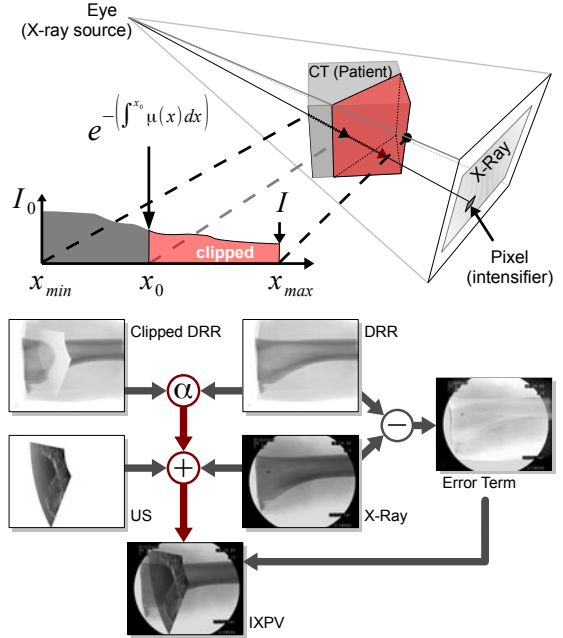 Eye
(X-ray source)
CT (Patient)
e^{-(∫^{x_0} μ(x)dx)}
X-Ray
I_0
I
clipped
Pixel
(intensifier)
x_min
x_0
x_max
Clipped DRR
DRR
α
−
+
US
X-Ray
Error Term
IXPV